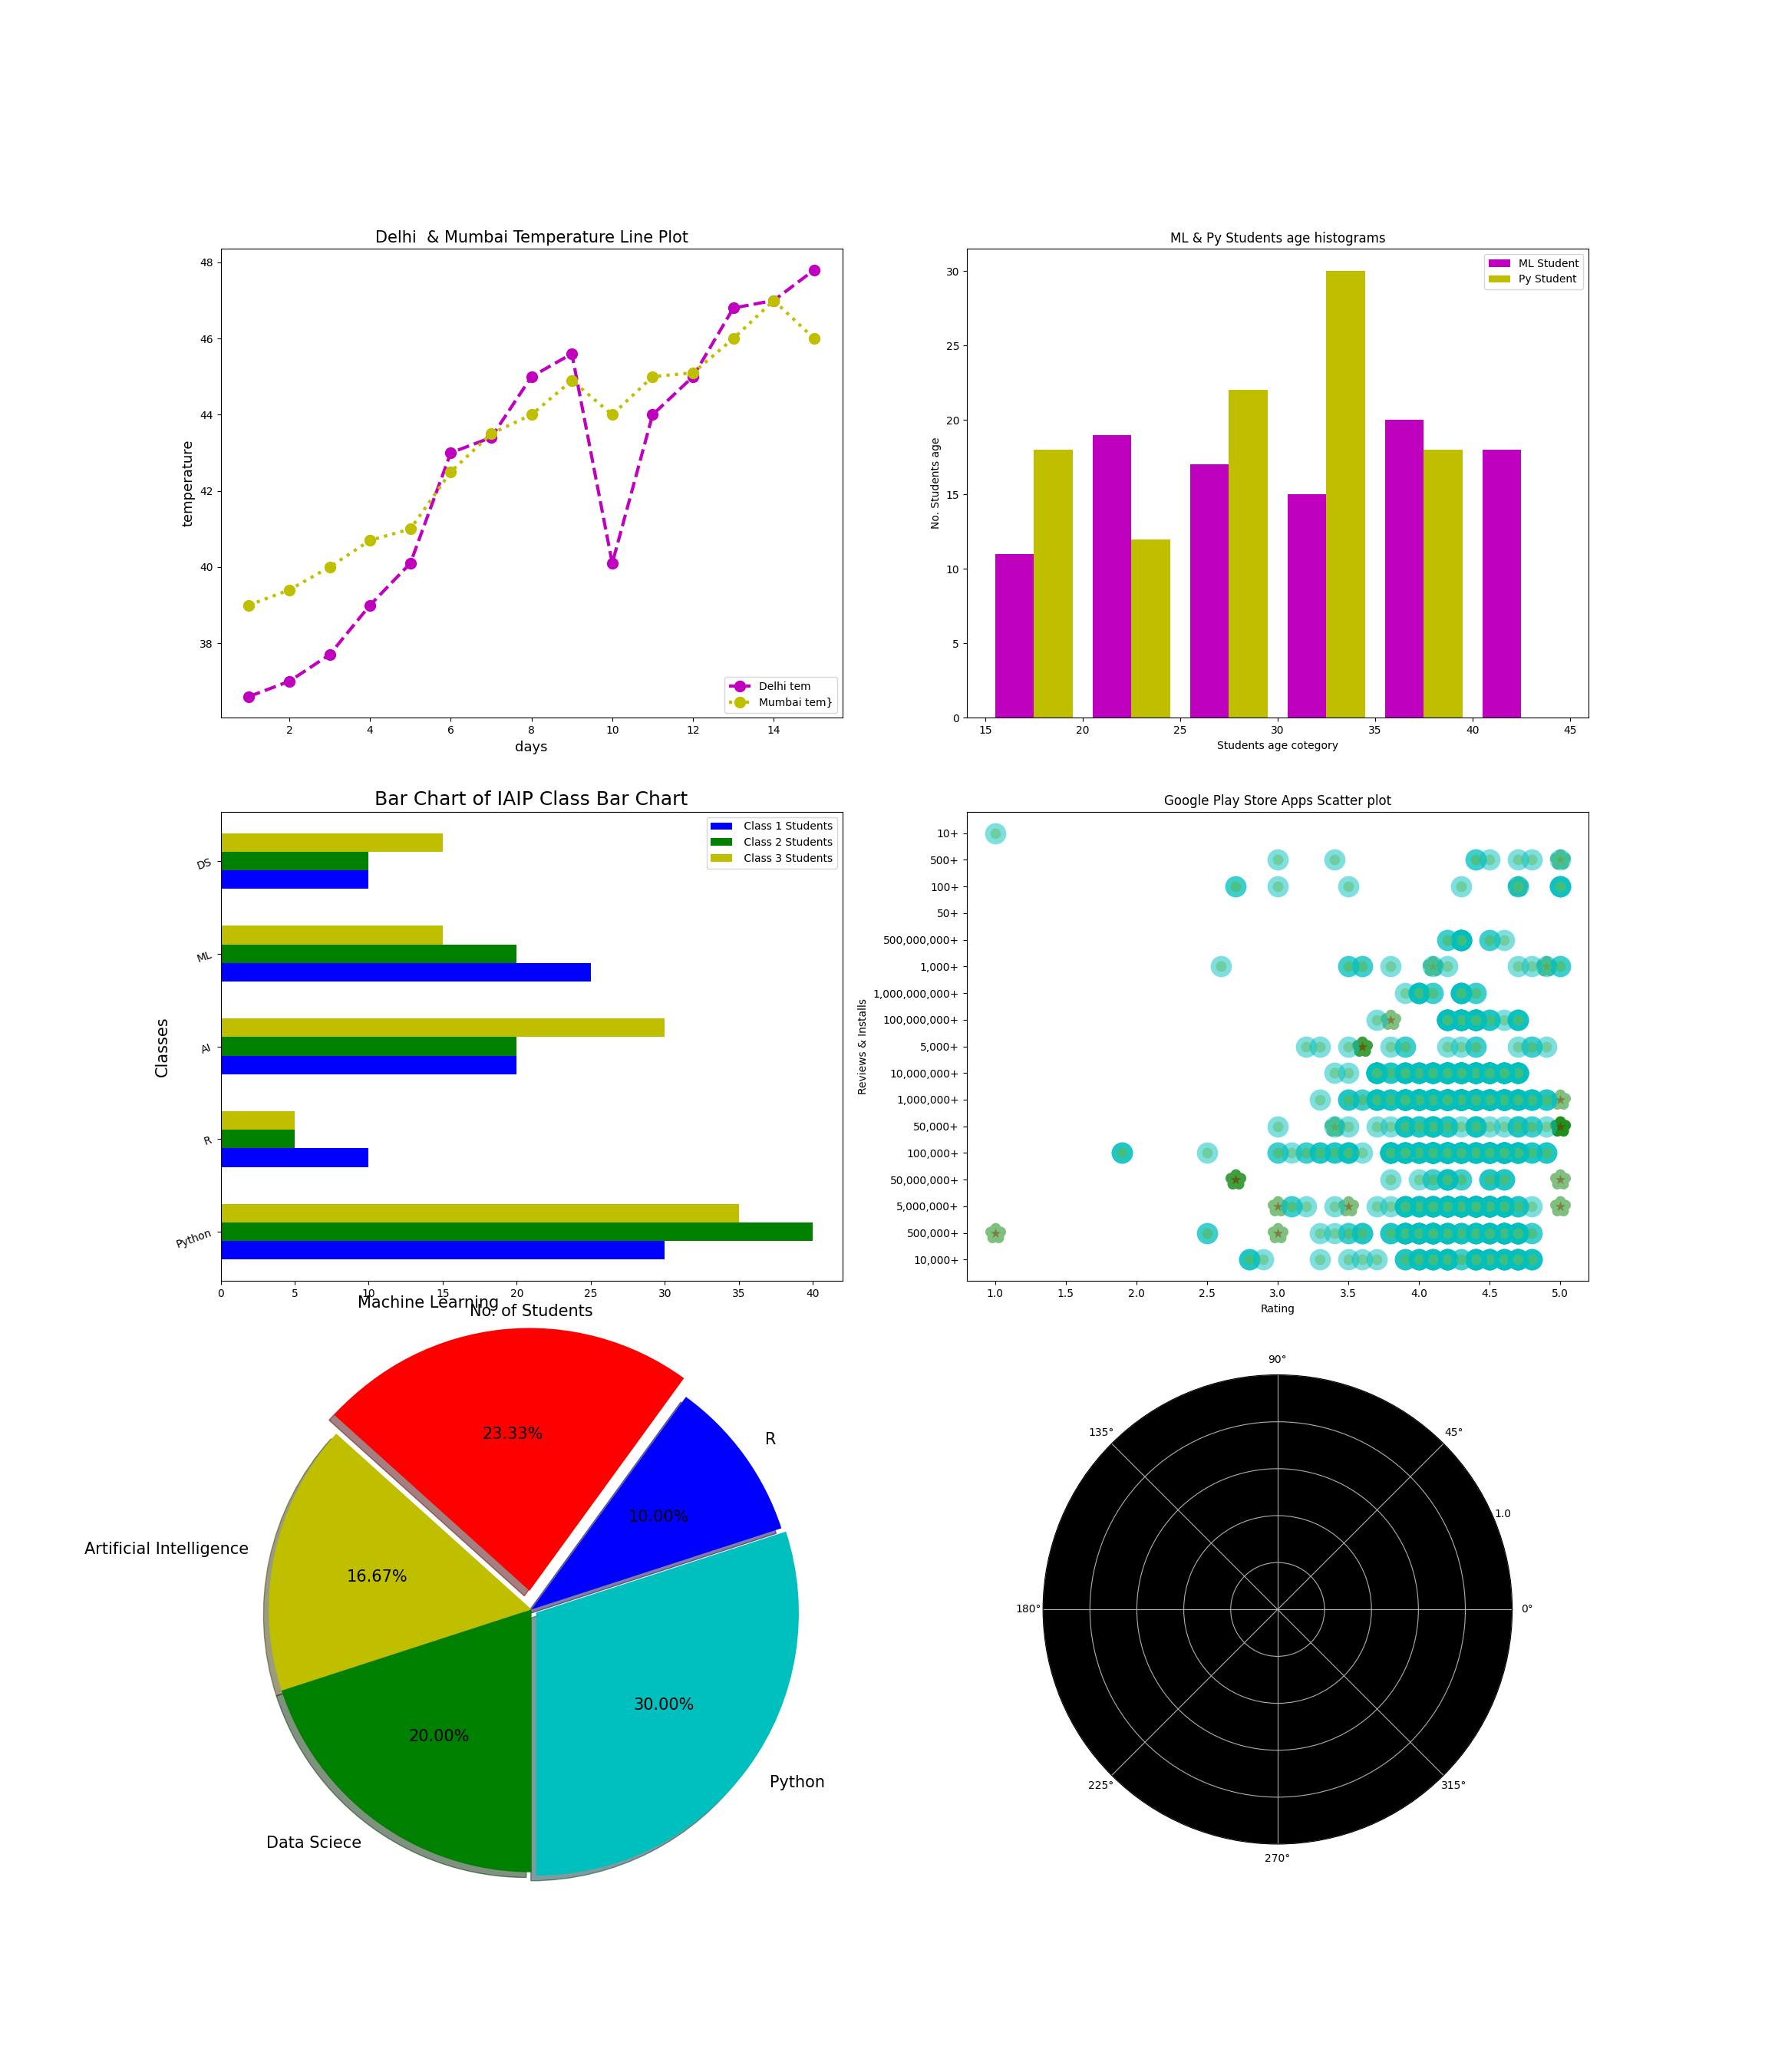 Delhi  & Mumbai Temperature Line Plot
48
46
44
42
40
38
temperature
2 4 6 8 10 12 14
days
Delhi tem
Mumbai tem}
ML & Py Students age histograms
ML Student
Py Student
30
25
20
15
10
5
0
No. Students age
15 20 25 30 35 40 45
Students age cotegory
Bar Chart of IAIP Class Bar Chart
Class 1 Students
Class 2 Students
Class 3 Students
DS
ML
AI
R
Python
Classes
0 5 10 15 20 25 30 35 40
No. of Students
Google Play Store Apps Scatter plot
10+
500+
100+
50+
500,000,000+
1,000+
1,000,000,000+
100,000,000+
5,000+
10,000,000+
1,000,000+
50,000+
100,000+
50,000,000+
5,000,000+
500,000+
10,000+
Reviews & Installs
1.0 1.5 2.0 2.5 3.0 3.5 4.0 4.5 5.0
Rating
Machine Learning
23.33%
R
10.00%
Artificial Intelligence
16.67%
30.00%
20.00%
Python
Data Sciece
90°
135°
45°
1.0
180°
0°
225°
315°
270°